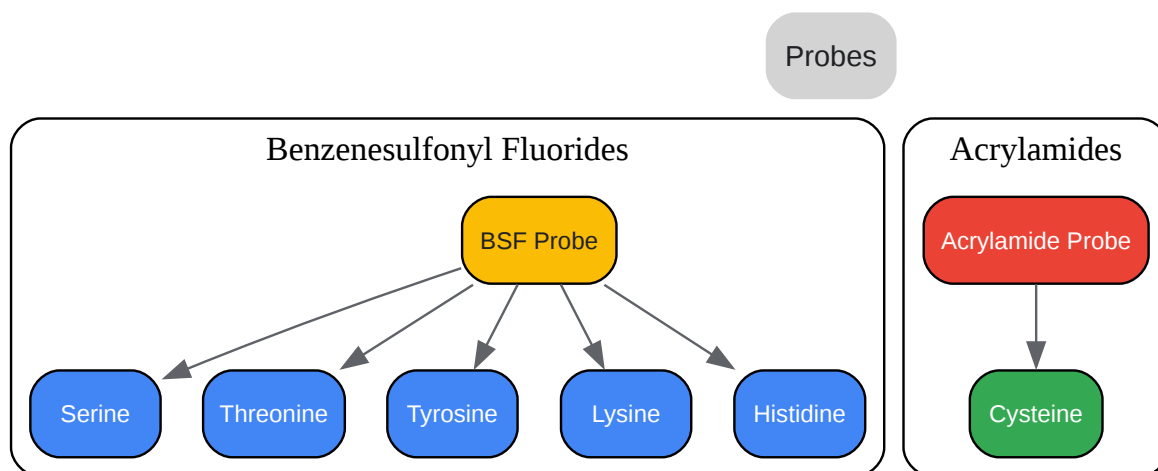 Probes
Benzenesulfonyl Fluorides
Acrylamides
BSF Probe
Acrylamide Probe
Serine
Threonine
Tyrosine
Lysine
Histidine
Cysteine